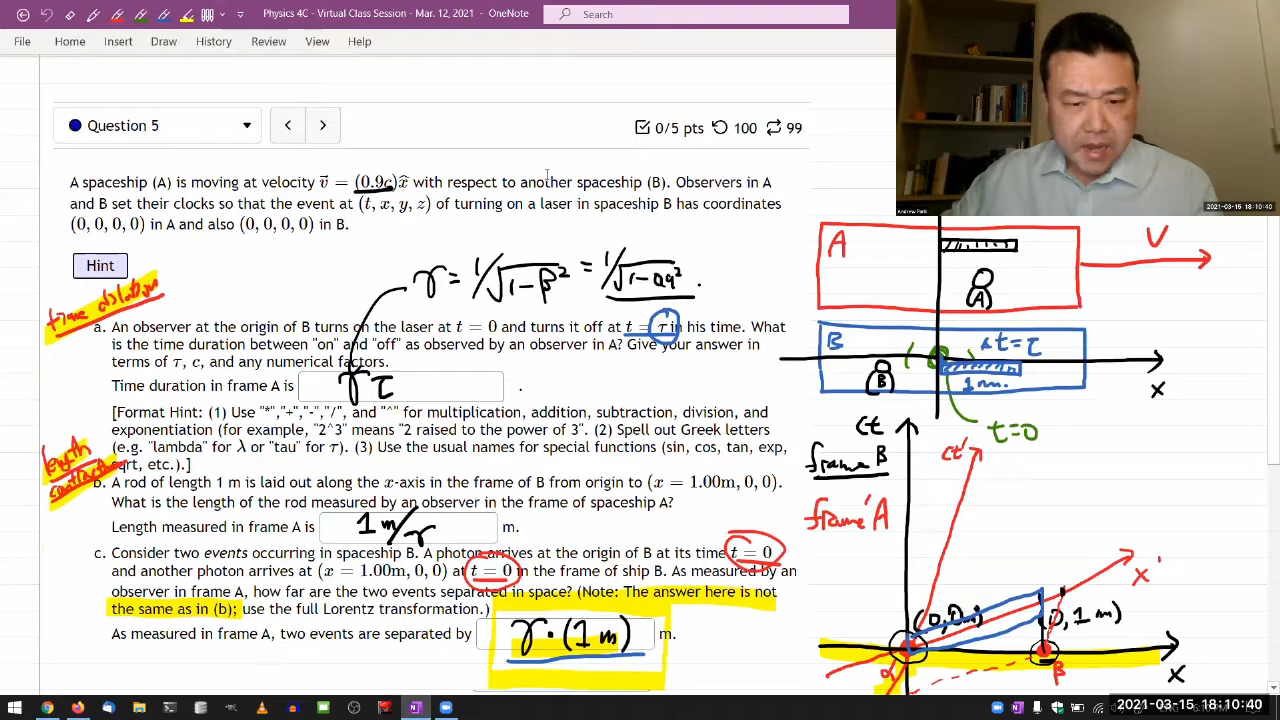 Physics 4C - Virtual Class Session - Mar. 12, 2021 - OneNote
Search
File Home Insert Draw History Review View Help
Question 5
0/5 pts 100 99
A spaceship (A) is moving at velocity v⃗ = (0.9c)x̂ with respect to another spaceship (B). Observers in A
and B set their clocks so that the event at (t, x, y, z) of turning on a laser in spaceship B has coordinates
(0, 0, 0, 0) in A and also (0, 0, 0, 0) in B.
Hint
γ = 1/√1-β² = 1/√1-0.9² .
time dilation
a. An observer at the origin of B turns on the laser at t = 0 and turns it off at t = τ in his time. What
is the time duration between "on" and "off" as observed by an observer in A? Give your answer in
terms of τ, c, and any numerical factors.
Time duration in frame A is γτ .
[Format Hint: (1) Use "*","+","-","/", and "^" for multiplication, addition, subtraction, division, and
exponentiation (for example, "2^3" means "2 raised to the power of 3". (2) Spell out Greek letters
(e.g. "lambda" for λ or "tau" for τ). (3) Use the usual names for special functions (sin, cos, tan, exp,
sqrt, etc.).]
length
contraction
b. A rod of length 1 m is laid out along the x-axis in the frame of B from origin to (x = 1.00m, 0, 0).
What is the length of the rod measured by an observer in the frame of spaceship A?
Length measured in frame A is 1m/γ m.
c. Consider two events occurring in spaceship B. A photon arrives at the origin of B at its time t = 0
and another photon arrives at (x = 1.00m, 0, 0) at t = 0 in the frame of ship B. As measured by an
observer in frame A, how far are the two events separated in space? (Note: The answer here is not
the same as in (b); use the full Lorentz transformation.)
As measured in frame A, two events are separated by γ·(1m) m.
Andrew Park
2021-03-15 18:10:40
A
V
A
B
Δt=τ
B
1m.
x
t=0
ct
ct'
frame B
frame' A
x'
(0,0m)
(0,1m)
B
x
2021-03-15 18:10:40